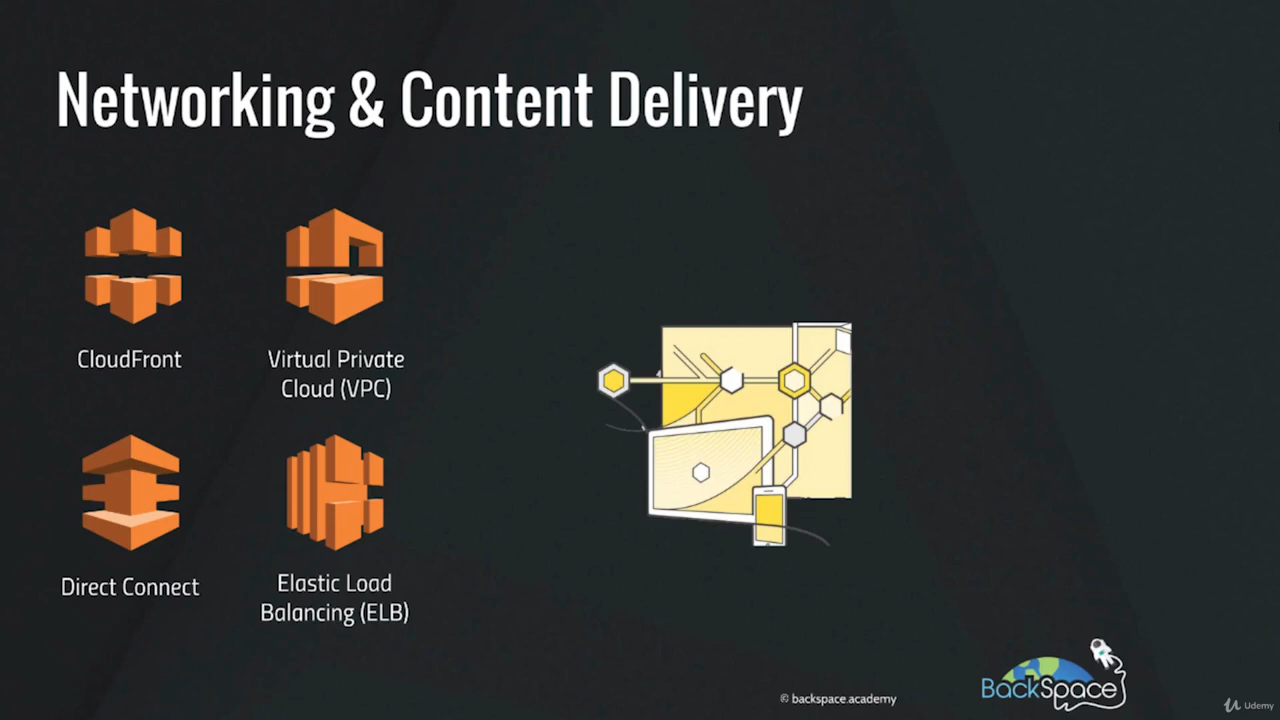 Networking & Content Delivery
CloudFront
Virtual Private
Cloud (VPC)
Direct Connect
Elastic Load
Balancing (ELB)
© backspace.academy
BackSpace
Udemy